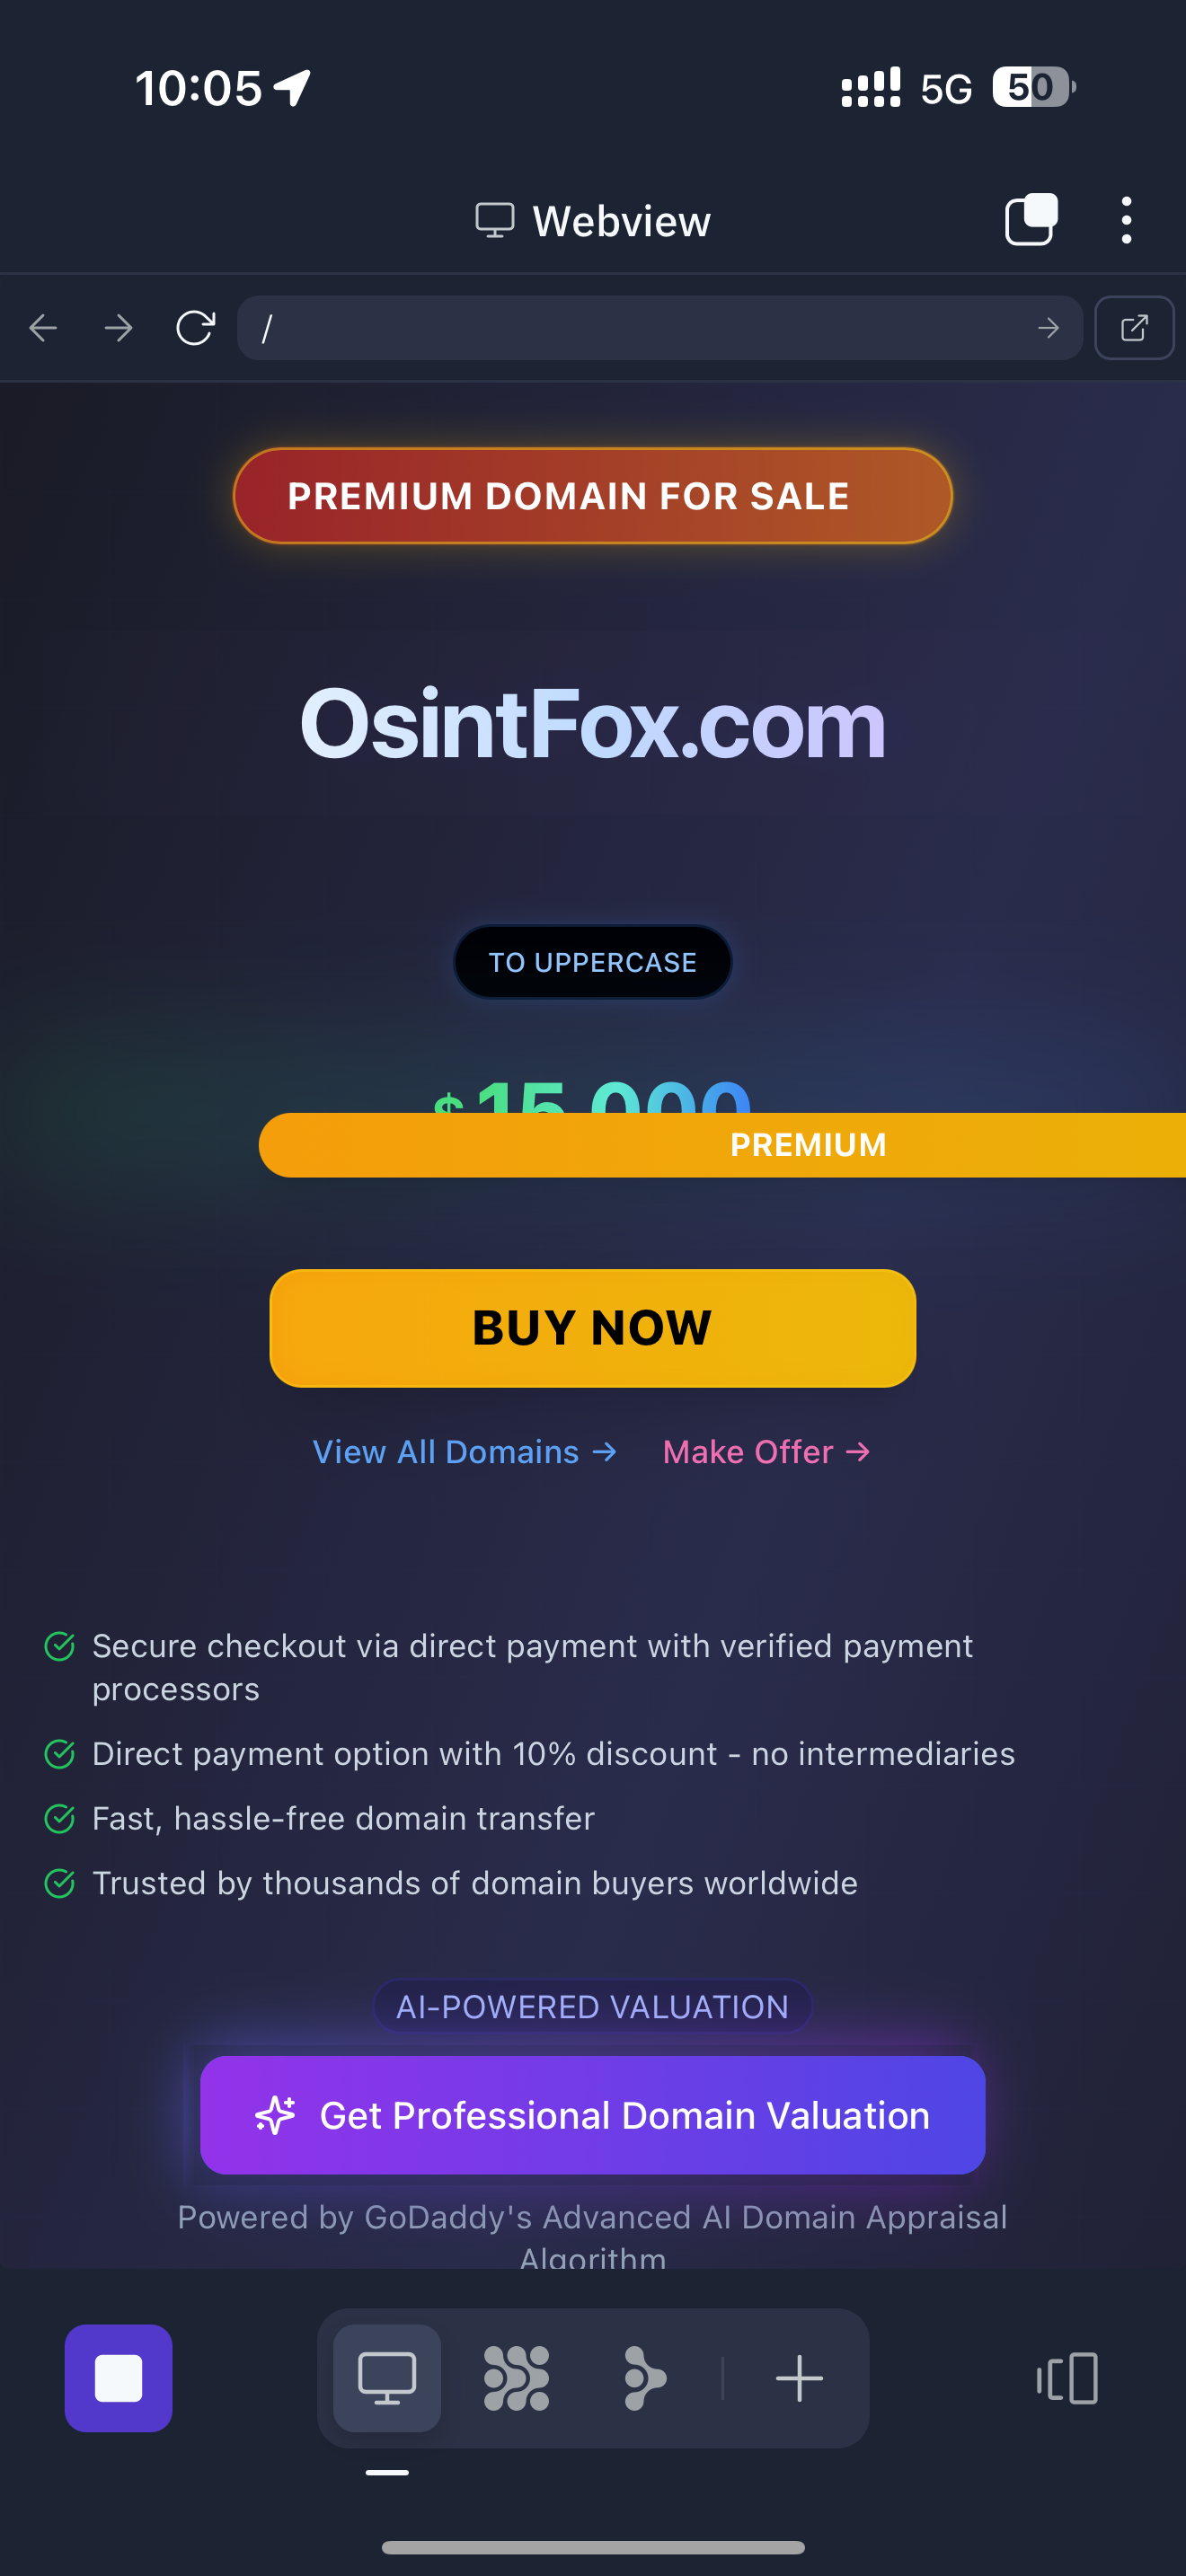 10:05
5G
50
Webview
/
PREMIUM DOMAIN FOR SALE
OsintFox.com
TO UPPERCASE
$15,000
PREMIUM
BUY NOW
View All Domains → Make Offer →
Secure checkout via direct payment with verified payment
processors
Direct payment option with 10% discount - no intermediaries
Fast, hassle-free domain transfer
Trusted by thousands of domain buyers worldwide
AI-POWERED VALUATION
Get Professional Domain Valuation
Powered by GoDaddy's Advanced AI Domain Appraisal
Algorithm